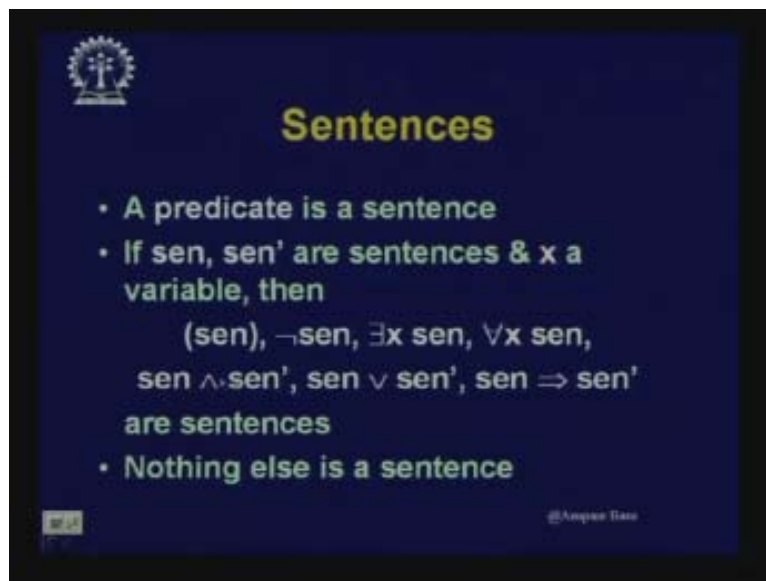 Sentences
• A predicate is a sentence
• If sen, sen' are sentences & x a
variable, then
(sen), ¬sen, ∃x sen, ∀x sen,
sen ∧ sen', sen ∨ sen', sen ⇒ sen'
are sentences
• Nothing else is a sentence